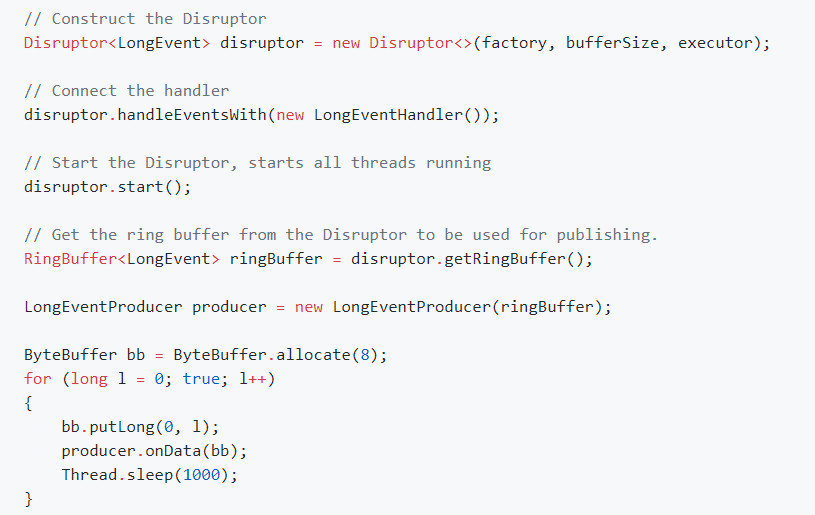 // Construct the Disruptor
Disruptor<LongEvent> disruptor = new Disruptor<>(factory, bufferSize, executor);
// Connect the handler
disruptor.handleEventsWith(new LongEventHandler());
// Start the Disruptor, starts all threads running
disruptor.start();
// Get the ring buffer from the Disruptor to be used for publishing.
RingBuffer<LongEvent> ringBuffer = disruptor.getRingBuffer();
LongEventProducer producer = new LongEventProducer(ringBuffer);
ByteBuffer bb = ByteBuffer.allocate(8);
for (long l = 0; true; l++)
{
    bb.putLong(0, l);
    producer.onData(bb);
    Thread.sleep(1000);
}